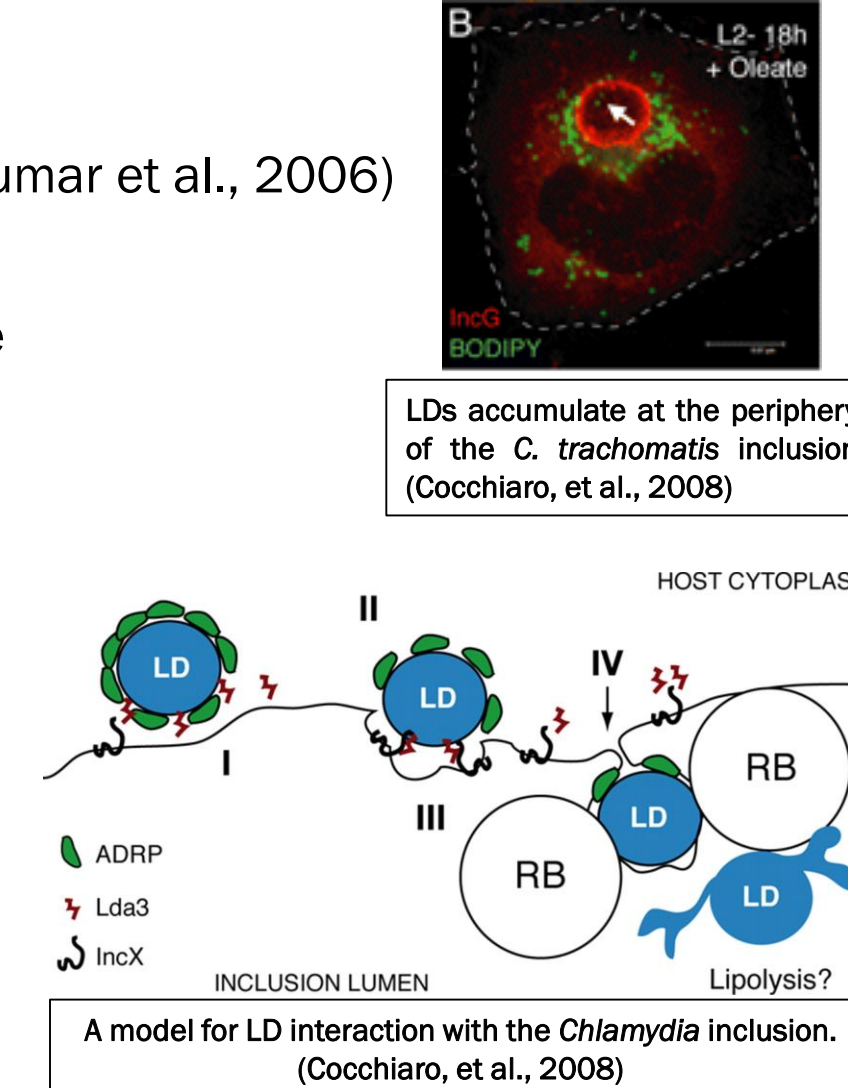 B
L2- 18h
+ Oleate
umar et al., 2006)
e
IncG
BODIPY
LDs accumulate at the periphery
of the C. trachomatis inclusion
(Cocchiaro, et al., 2008)
HOST CYTOPLAS
II
IV
LD
LD
I
RB
III
LD
RB
LD
ADRP
Lda3
IncX
INCLUSION LUMEN
Lipolysis?
A model for LD interaction with the Chlamydia inclusion.
(Cocchiaro, et al., 2008)